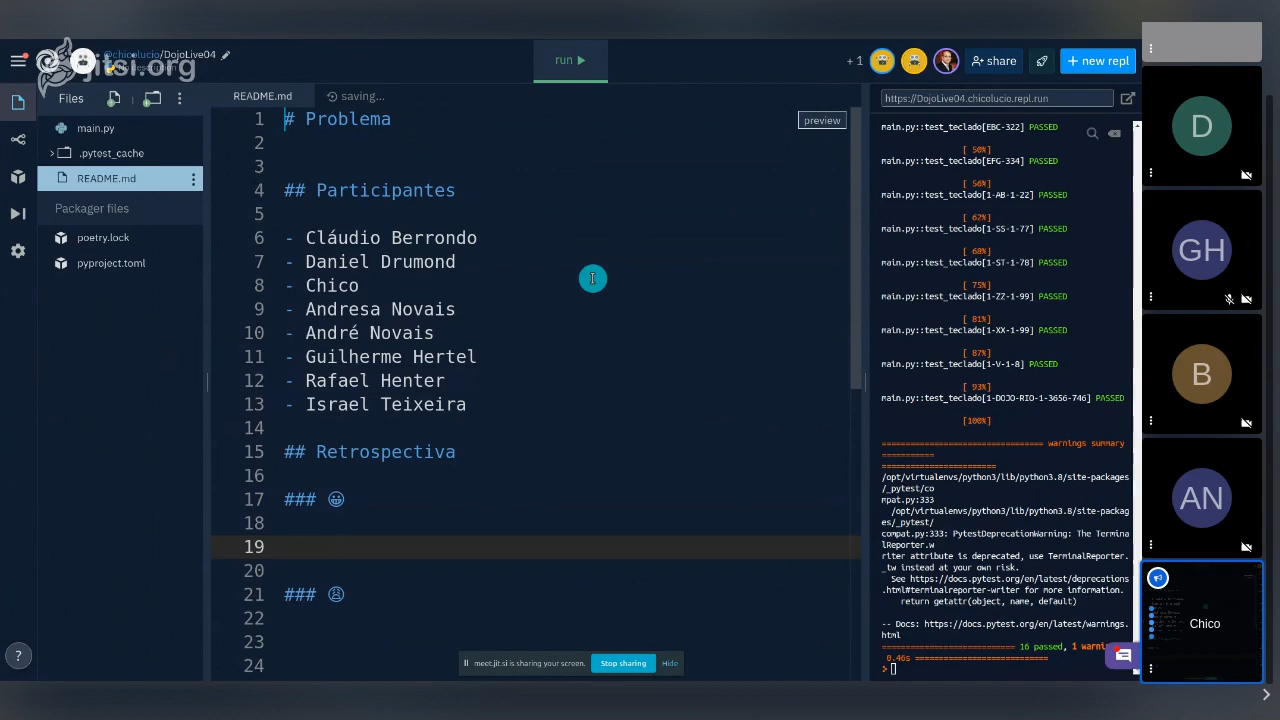 jitsi.org
@chicolucio/DojoLive04
No description
run
+ 1
share
+ new repl
Files
main.py
.pytest_cache
README.md
Packager files
poetry.lock
pyproject.toml
README.md
saving...
preview
1 # Problema
2
3
4 ## Participantes
5
6 - Cláudio Berrondo
7 - Daniel Drumond
8 - Chico
9 - Andresa Novais
10 - André Novais
11 - Guilherme Hertel
12 - Rafael Henter
13 - Israel Teixeira
14
15 ## Retrospectiva
16
17 ### 😀
18
19
20
21 ### 😩
22
23
24
meet.jit.si is sharing your screen.
Stop sharing
Hide
https://DojoLive04.chicolucio.repl.run
main.py::test_teclado[EBC-322] PASSED
[ 50%]
main.py::test_teclado[EFG-334] PASSED
[ 56%]
main.py::test_teclado[1-AB-1-22] PASSED
[ 62%]
main.py::test_teclado[1-SS-1-77] PASSED
[ 68%]
main.py::test_teclado[1-ST-1-78] PASSED
[ 75%]
main.py::test_teclado[1-ZZ-1-99] PASSED
[ 81%]
main.py::test_teclado[1-XX-1-99] PASSED
[ 87%]
main.py::test_teclado[1-V-1-8] PASSED
[ 93%]
main.py::test_teclado[1-DOJO-RIO-1-3656-746] PASSED
[100%]
================================ warnings summary
===========
========================
/opt/virtualenvs/python3/lib/python3.8/site-packages
/_pytest/co
mpat.py:333
/opt/virtualenvs/python3/lib/python3.8/site-packag
es/_pytest/
compat.py:333: PytestDeprecationWarning: The Termina
lReporter.w
riter attribute is deprecated, use TerminalReporter.
_tw instead at your own risk.
See https://docs.pytest.org/en/latest/deprecations
.html#terminalreporter-writer for more information.
return getattr(object, name, default)
-- Docs: https://docs.pytest.org/en/latest/warnings.
html
========================== 16 passed, 1 warni
0.46s ==========================
D
GH
B
AN
Chico
?